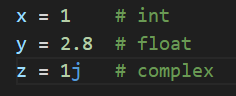 x = 1    # int
y = 2.8  # float
z = 1j   # complex